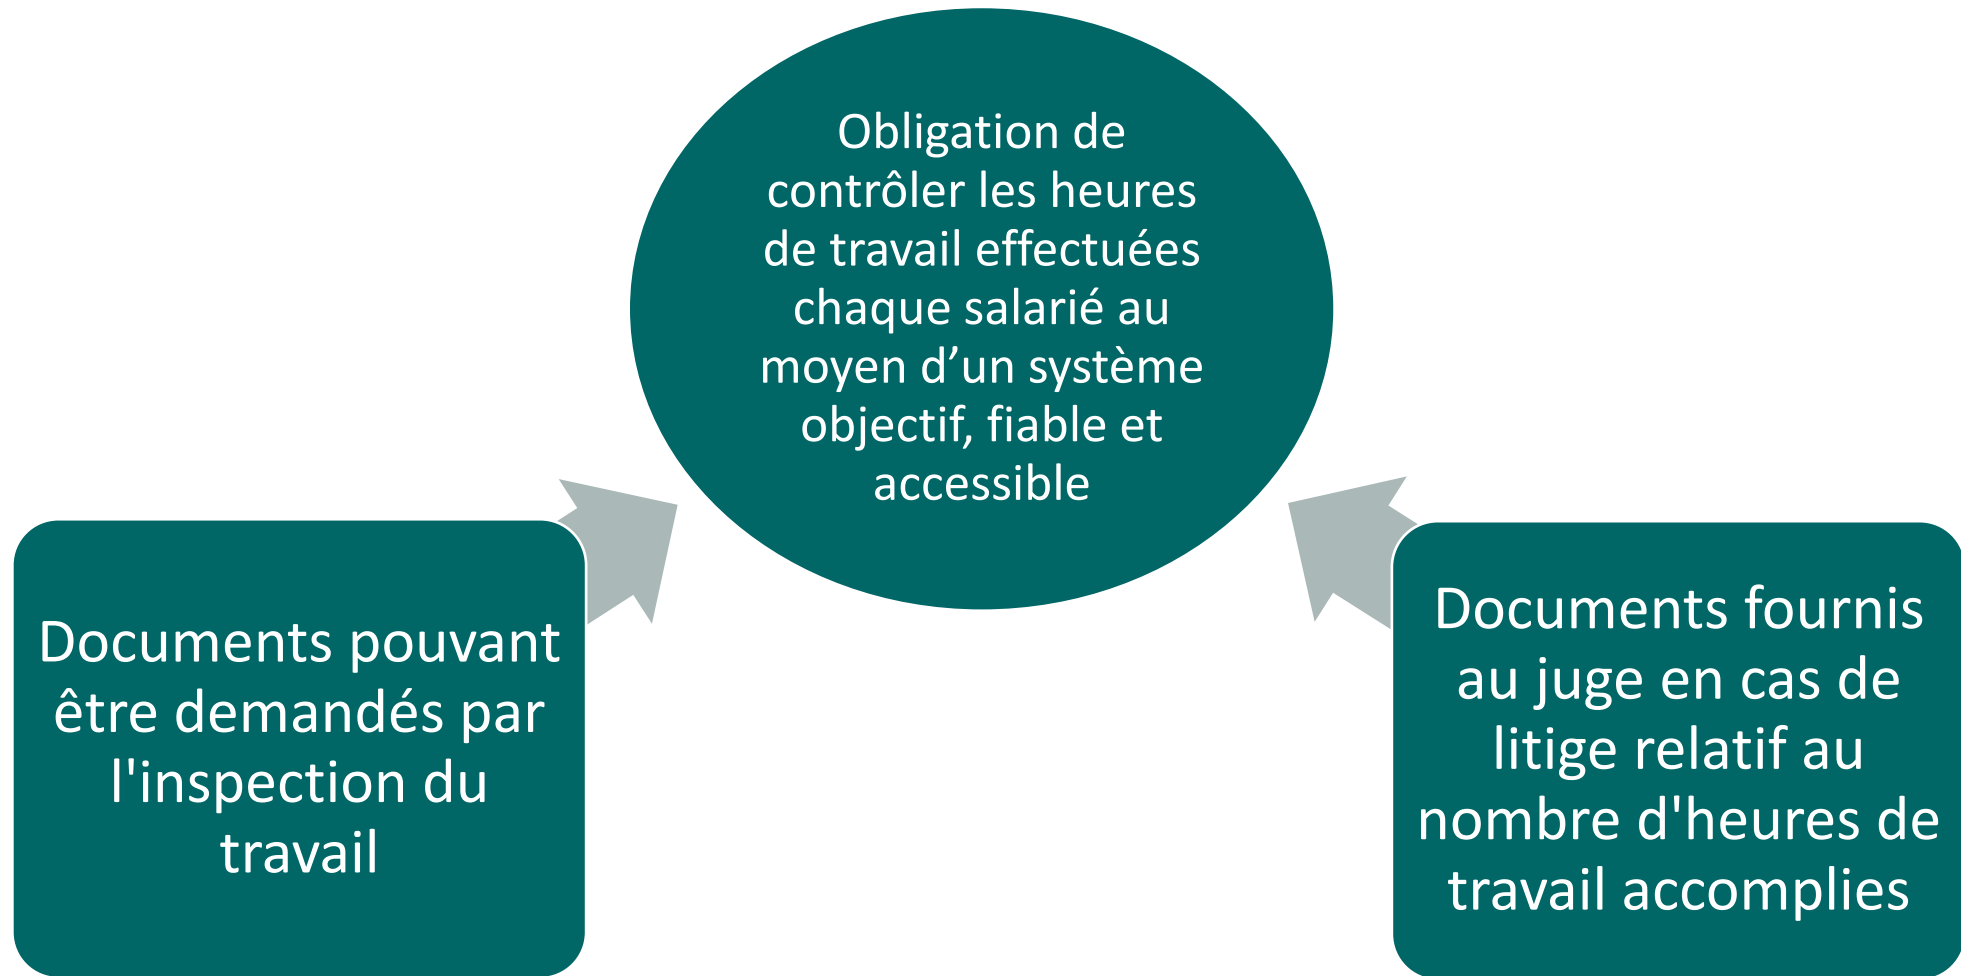 Obligation de
contrôler les heures
de travail effectuées
chaque salarié au
moyen d’un système
objectif, fiable et
accessible
Documents pouvant
être demandés par
l'inspection du
travail
Documents fournis
au juge en cas de
litige relatif au
nombre d'heures de
travail accomplies